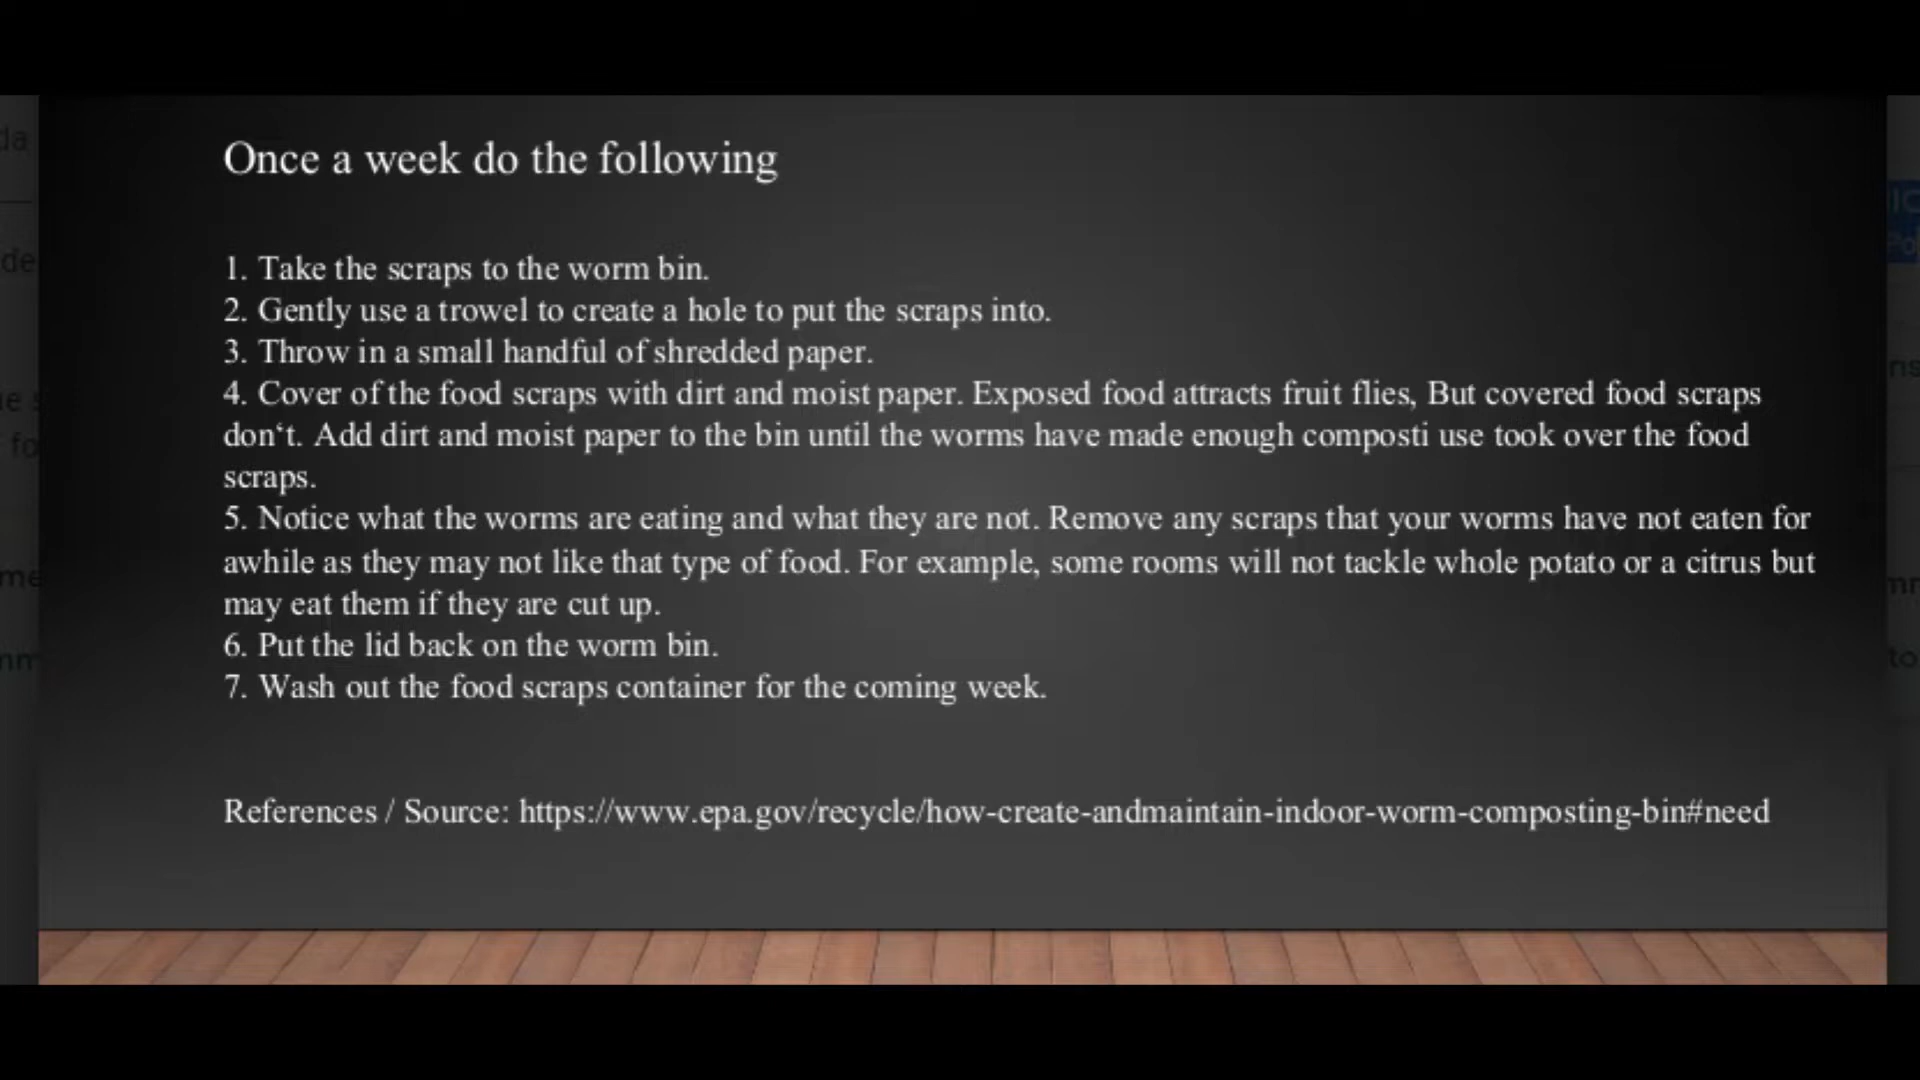 Once a week do the following
1. Take the scraps to the worm bin.
2. Gently use a trowel to create a hole to put the scraps into.
3. Throw in a small handful of shredded paper.
4. Cover of the food scraps with dirt and moist paper. Exposed food attracts fruit flies, But covered food scraps
don‘t. Add dirt and moist paper to the bin until the worms have made enough composti use took over the food
scraps.
5. Notice what the worms are eating and what they are not. Remove any scraps that your worms have not eaten for
awhile as they may not like that type of food. For example, some rooms will not tackle whole potato or a citrus but
may eat them if they are cut up.
6. Put the lid back on the worm bin.
7. Wash out the food scraps container for the coming week.
References / Source: https://www.epa.gov/recycle/how-create-andmaintain-indoor-worm-composting-bin#need